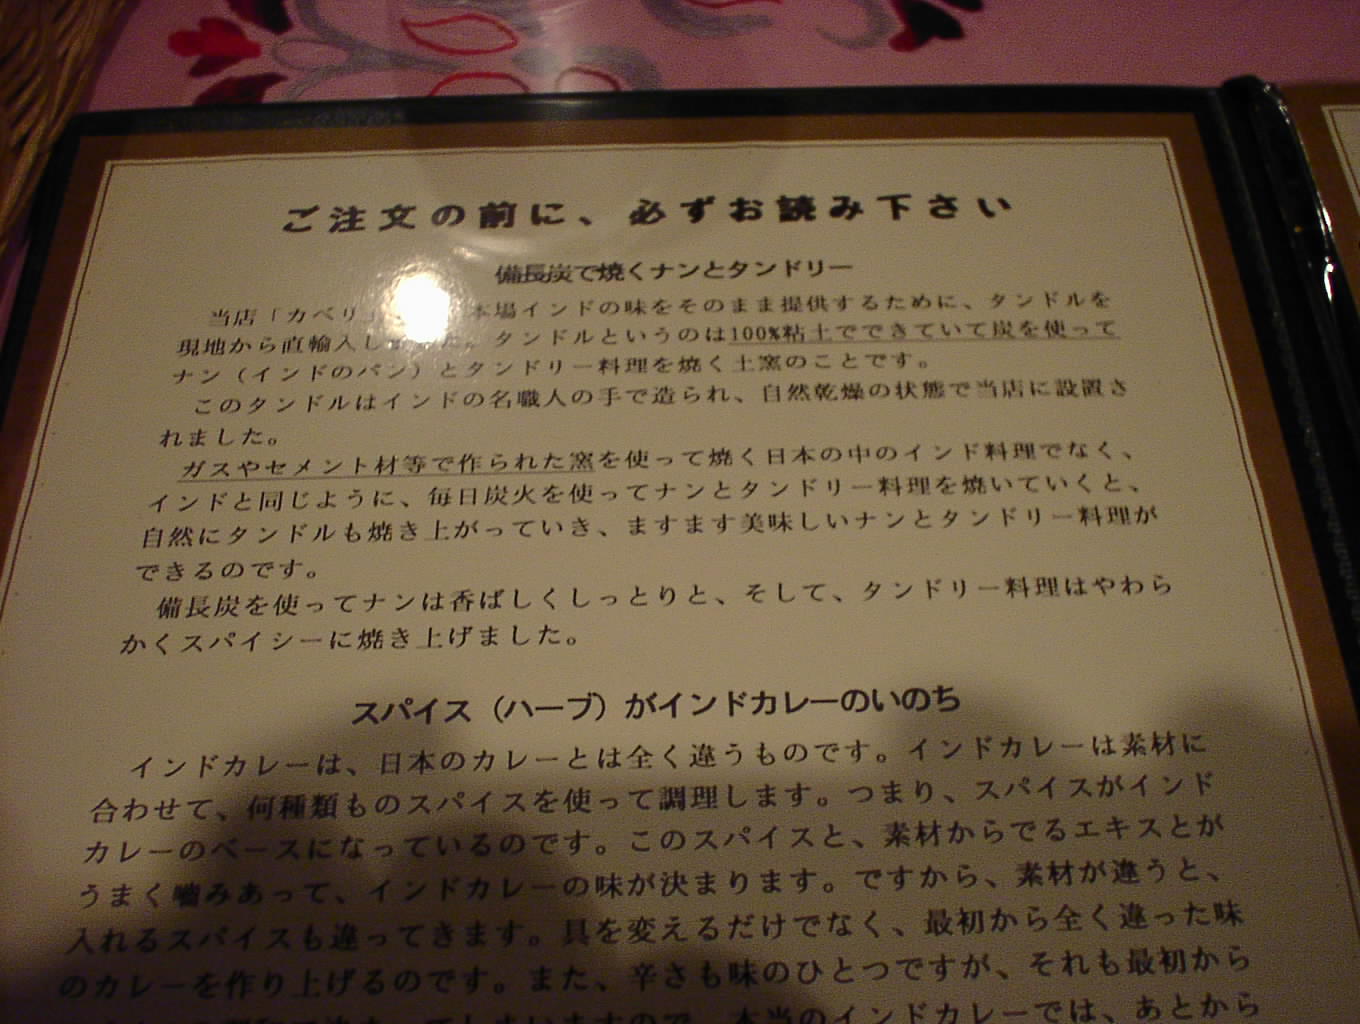 ご注文の前に、必ずお読み下さい
備長炭で焼くナンとタンドリー
当店「カベリ 本場インドの味をそのまま提供するために、タンドルを
現地から直輸入し た。タンドルというのは100%粘土でできていて炭を使って
ナン（インドのパン）とタンドリー料理を焼く土窯のことです。
このタンドルはインドの名職人の手で造られ、自然乾燥の状態で当店に設置さ
れました。
ガスやセメント材等で作られた窯を使って焼く日本の中のインド料理でなく、
インドと同じように、毎日炭火を使ってナンとタンドリー料理を焼いていくと、
自然にタンドルも焼き上がっていき、ますます美味しいナンとタンドリー料理が
できるのです。
備長炭を使ってナンは香ばしくしっとりと、そして、タンドリー料理はやわら
かくスパイシーに焼き上げました。
スパイス（ハーブ）がインドカレーのいのち
インドカレーは、日本のカレーとは全く違うものです。インドカレーは素材に
合わせて、何種類ものスパイスを使って調理します。つまり、スパイスがインド
カレーのベースになっているのです。このスパイスと、素材からでるエキスとが
うまく噛みあって、インドカレーの味が決まります。ですから、素材が違うと、
入れるスパイスも違ってきます。具を変えるだけでなく、最初から全く違った味
のカレーを作り上げるのです。また、辛さも味のひとつですが、それも最初から
てしまいますので、本当のインドカレーでは、あとから